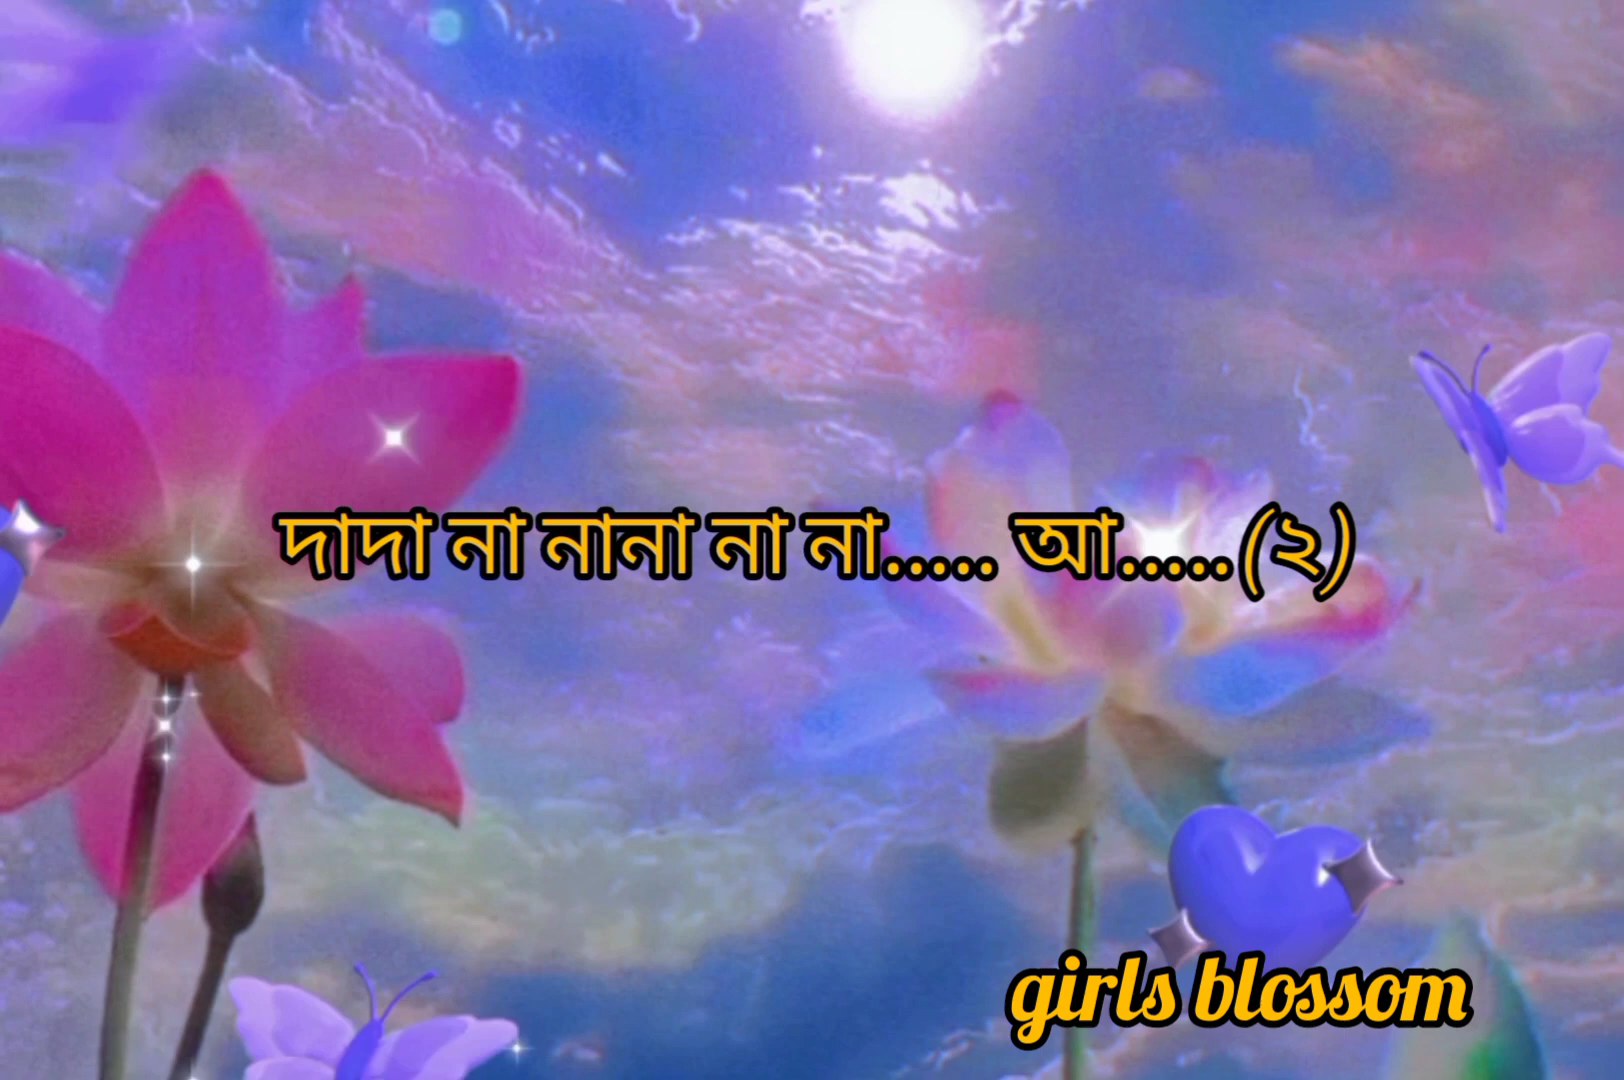 দাদা না নানা না না..... আ.....(২)
girls blossom